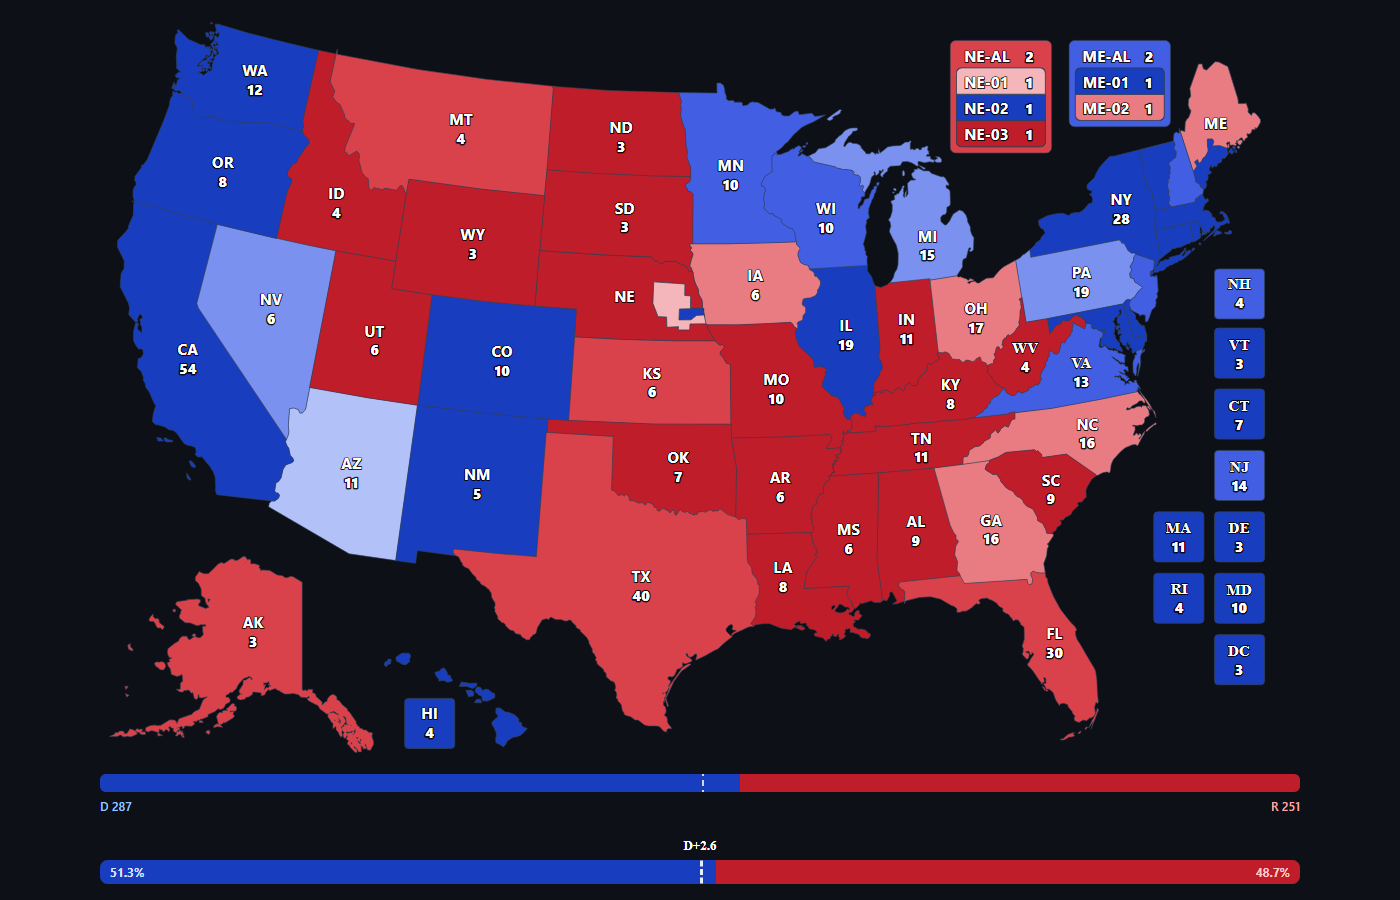 WA
12
OR
8
CA
54
NV
6
ID
4
MT
4
WY
3
UT
6
AZ
11
CO
10
NM
5
ND
3
SD
3
NE
KS
6
OK
7
TX
40
MN
10
IA
6
MO
10
AR
6
LA
8
WI
10
IL
19
MI
15
IN
11
OH
17
KY
8
TN
11
MS
6
AL
9
GA
16
FL
30
SC
9
NC
16
VA
13
WV
4
PA
19
NY
28
ME
AK
3
HI
4
NE-AL 2
NE-01 1
NE-02 1
NE-03 1
ME-AL 2
ME-01 1
ME-02 1
NH
4
VT
3
CT
7
NJ
14
MA
11
DE
3
RI
4
MD
10
DC
3
D 287
R 251
D+2.6
51.3%
48.7%